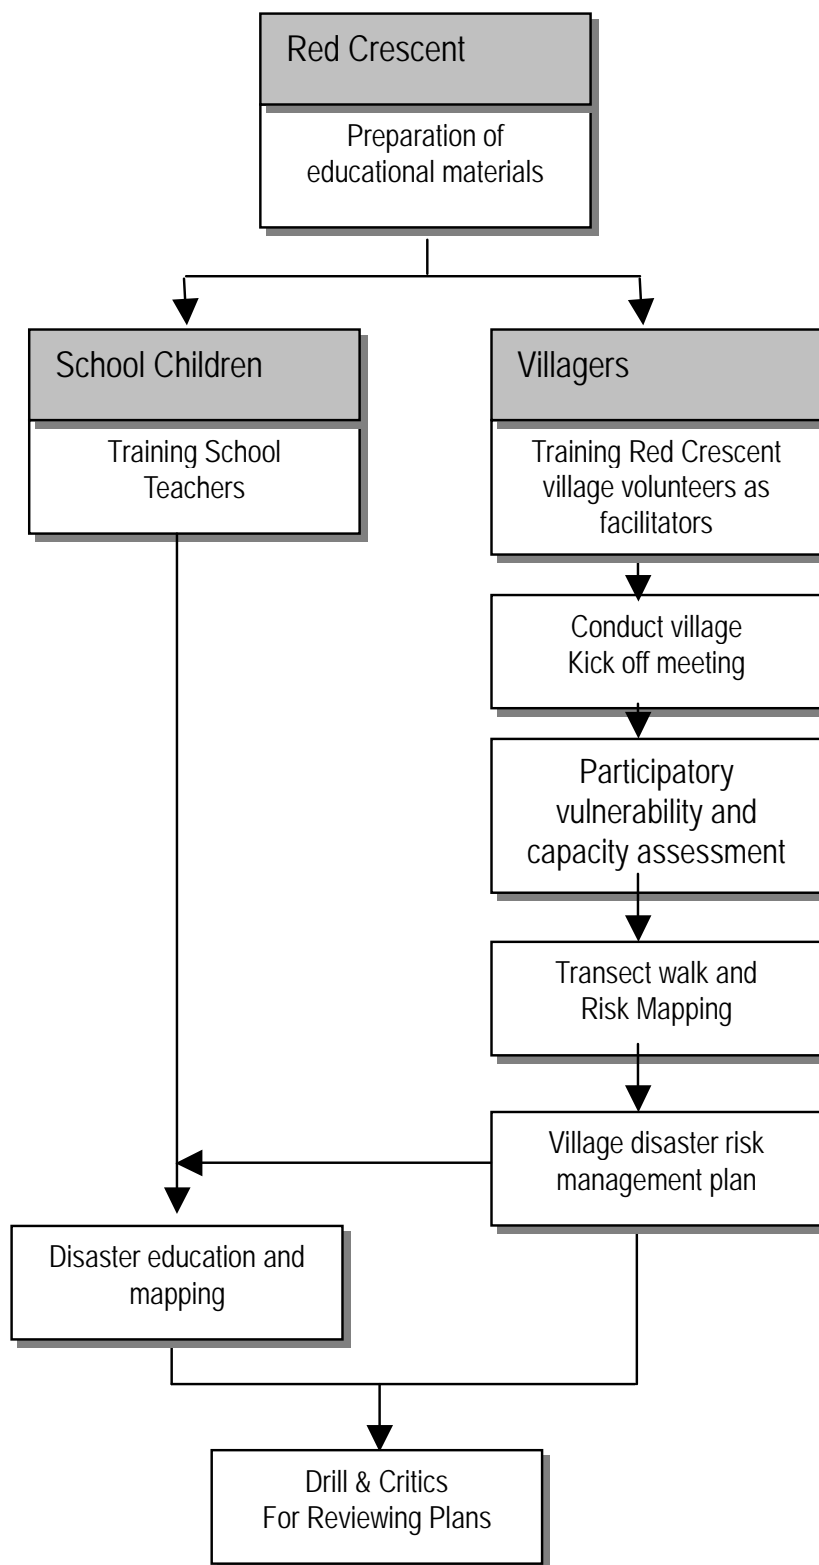 Red Crescent
Preparation of
educational materials
School Children
Training School
Teachers
Villagers
Training Red Crescent
village volunteers as
facilitators
Conduct village
Kick off meeting
Participatory
vulnerability and
capacity assessment
Transect walk and
Risk Mapping
Village disaster risk
management plan
Disaster education and
mapping
Drill & Critics
For Reviewing Plans